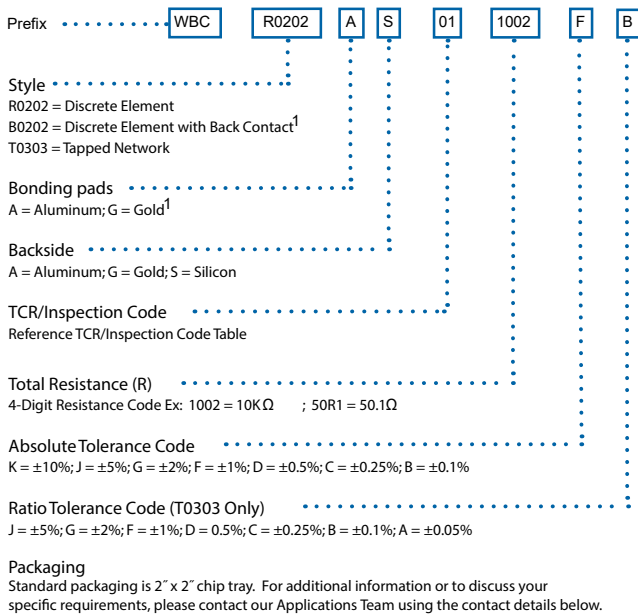 Prefix WBC R0202 A S 01 1002 F B
Style
R0202 = Discrete Element
B0202 = Discrete Element with Back Contact1
T0303 = Tapped Network
Bonding pads
A = Aluminum; G = Gold1
Backside
A = Aluminum; G = Gold; S = Silicon
TCR/Inspection Code
Reference TCR/Inspection Code Table
Total Resistance (R)
4-Digit Resistance Code Ex: 1002 = 10KΩ ; 50R1 = 50.1Ω
Absolute Tolerance Code
K = ±10%; J = ±5%; G = ±2%; F = ±1%; D = ±0.5%; C = ±0.25%; B = ±0.1%
Ratio Tolerance Code (T0303 Only)
J = ±5%; G = ±2%; F = ±1%; D = 0.5%; C = ±0.25%; B = ±0.1%; A = ±0.05%
Packaging
Standard packaging is 2˝ x 2˝ chip tray. For additional information or to discuss your
specific requirements, please contact our Applications Team using the contact details below.